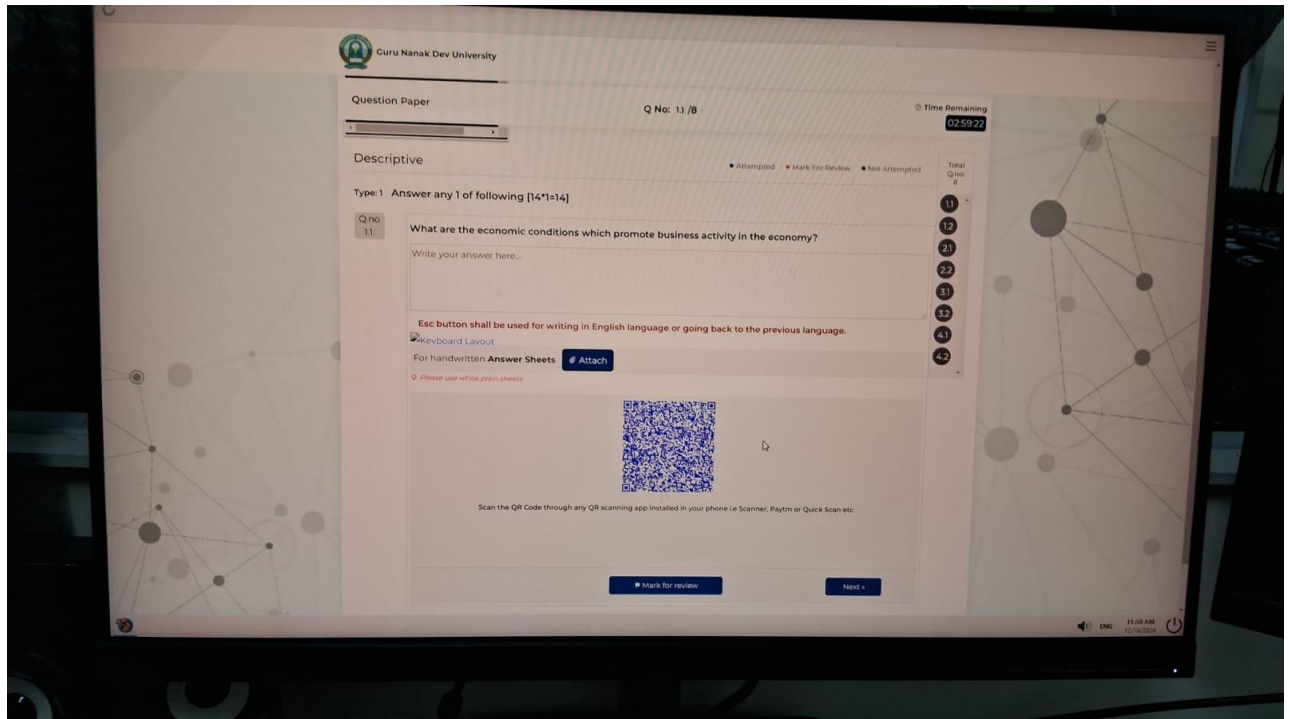 Guru Nanak Dev University
Question Paper
Q No: 1.1 /8
Time Remaining
02:59:22
Descriptive
Attempted Mark For Review Not Attempted
Total
Q.no:
8
Type: 1 Answer any 1 of following [14*1=14]
Q.no
1.1.
What are the economic conditions which promote business activity in the economy?
Write your answer here...
1.1
1.2
2.1
2.2
3.1
3.2
4.1
4.2
Esc button shall be used for writing in English language or going back to the previous language.
Keyboard Layout
For handwritten Answer Sheets Attach
Please use white plain sheets
Scan the QR Code through any QR scanning app installed in your phone i.e Scanner, Paytm or Quick Scan etc
Mark for review
Next »
ENG
11:58 AM
12/16/2024